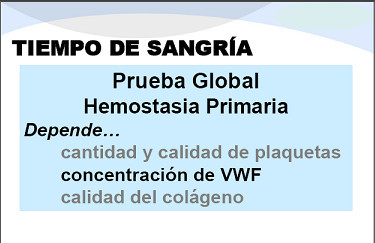 TIEMPO DE SANGRÍA
Prueba Global
Hemostasia Primaria
Depende...
cantidad y calidad de plaquetas
concentración de VWF
calidad del colágeno